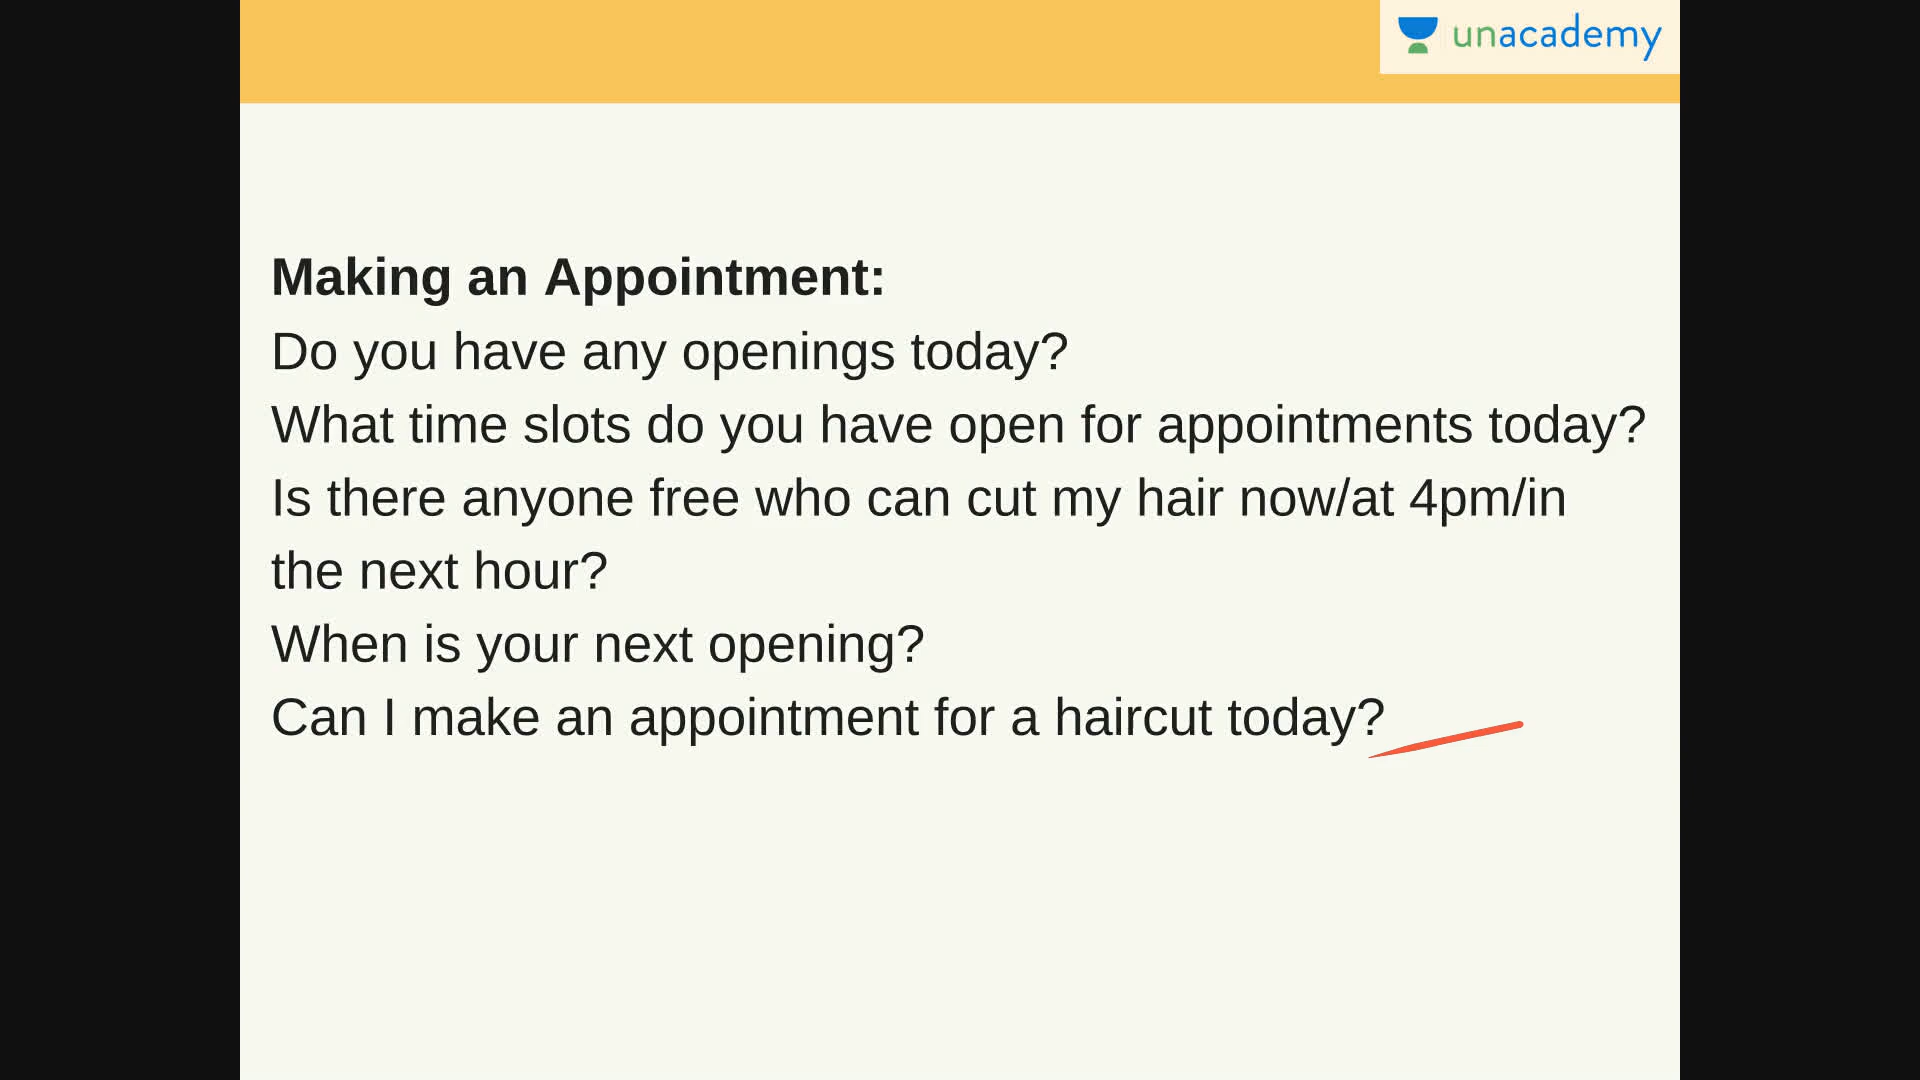 unacademy
Making an Appointment:
Do you have any openings today?
What time slots do you have open for appointments today?
Is there anyone free who can cut my hair now/at 4pm/in
the next hour?
When is your next opening?
Can I make an appointment for a haircut today?